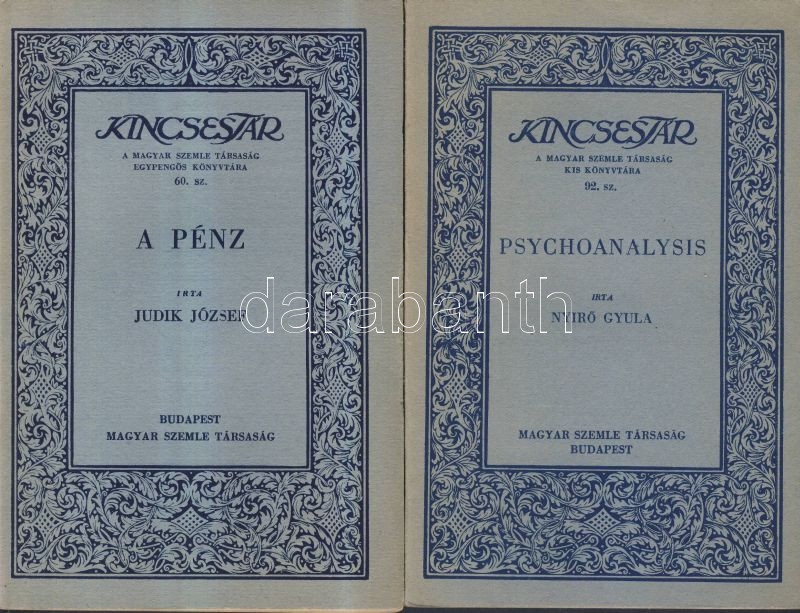 KINCSESTÁR
A MAGYAR SZEMLE TÁRSASÁG
EGYPENGŐS KÖNYVTÁRA
60. SZ.
A PÉNZ
IRTA
JUDIK JÓZSEF
BUDAPEST
MAGYAR SZEMLE TÁRSASÁG
KINCSESTÁR
A MAGYAR SZEMLE TÁRSASÁG
KIS KÖNYVTÁRA
92. SZ.
PSYCHOANALYSIS
IRTA
NYIRŐ GYULA
MAGYAR SZEMLE TÁRSASÁG
BUDAPEST
darabanth